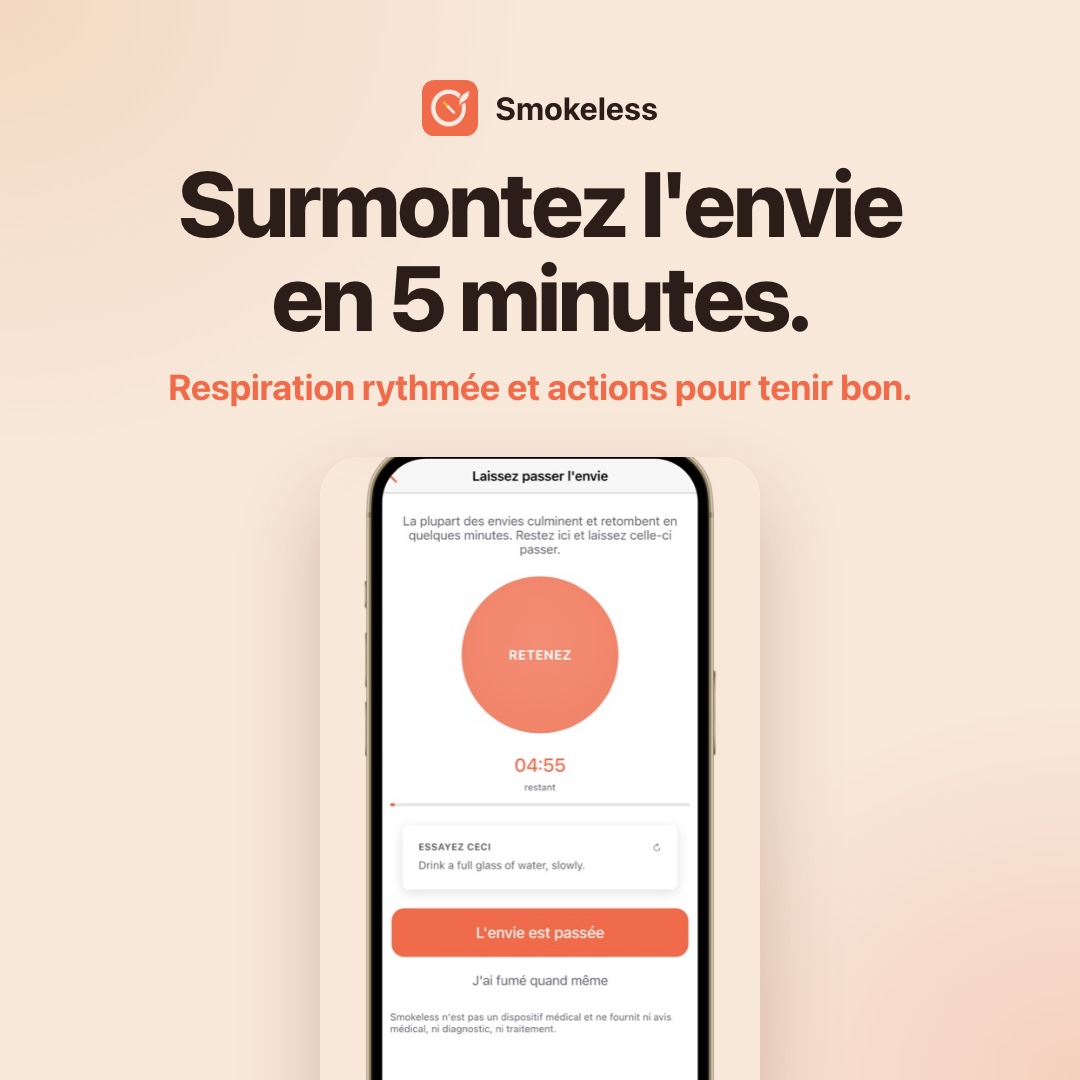 Smokeless
Surmontez l'envie
en 5 minutes.
Respiration rythmée et actions pour tenir bon.
Laissez passer l'envie
La plupart des envies culminent et retombent en
quelques minutes. Restez ici et laissez celle-ci
passer.
RETENEZ
04:55
restant
ESSAYEZ CECI
Drink a full glass of water, slowly.
L'envie est passée
J'ai fumé quand même
Smokeless n'est pas un dispositif médical et ne fournit ni avis
médical, ni diagnostic, ni traitement.